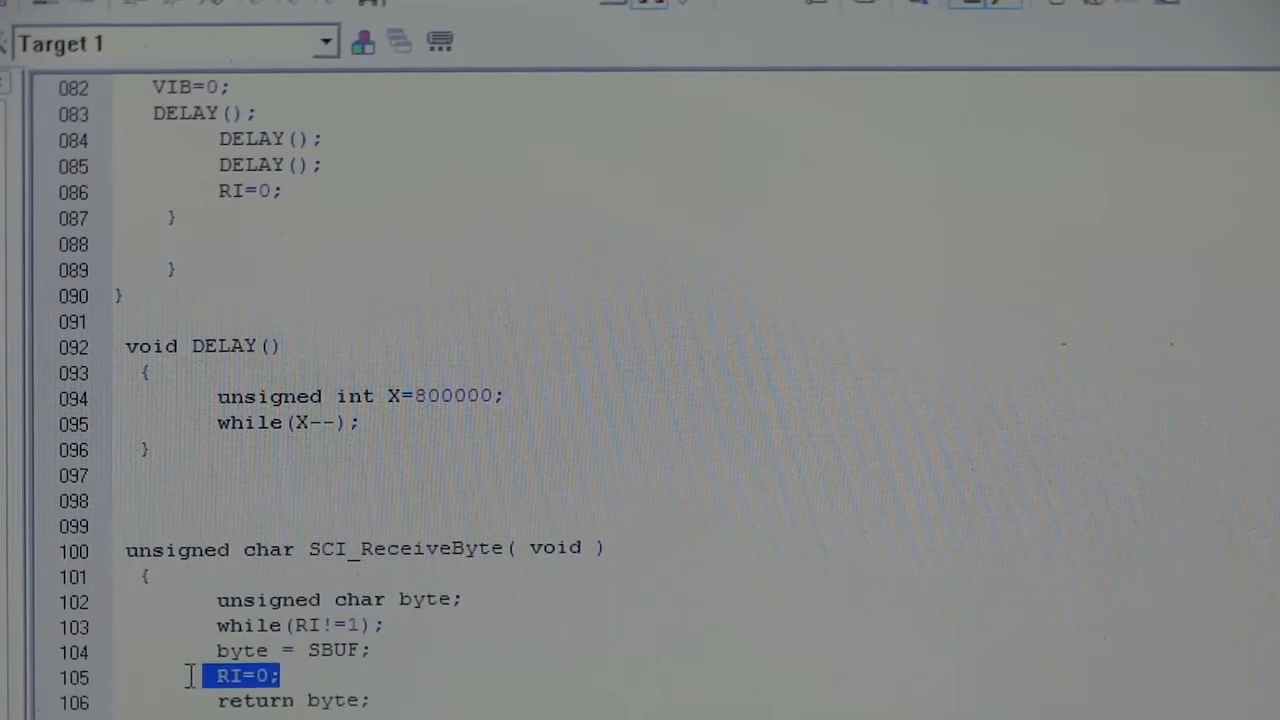 Target 1
082 VIB=0;
083 DELAY();
084 DELAY();
085 DELAY();
086 RI=0;
087 }
088
089 }
090 }
091
092 void DELAY()
093 {
094 unsigned int X=800000;
095 while(X--);
096 }
097
098
099
100 unsigned char SCI_ReceiveByte( void )
101 {
102 unsigned char byte;
103 while(RI!=1);
104 byte = SBUF;
105 RI=0;
106 return byte;